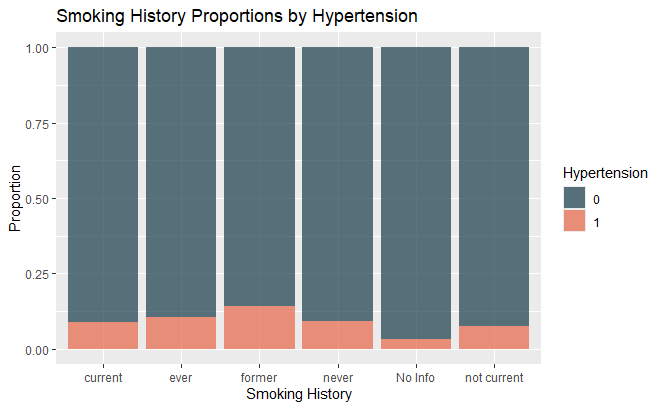 Smoking History Proportions by Hypertension
Proportion
1.00
0.75
0.50
0.25
0.00
current ever former never No Info not current
Smoking History
Hypertension
0
1